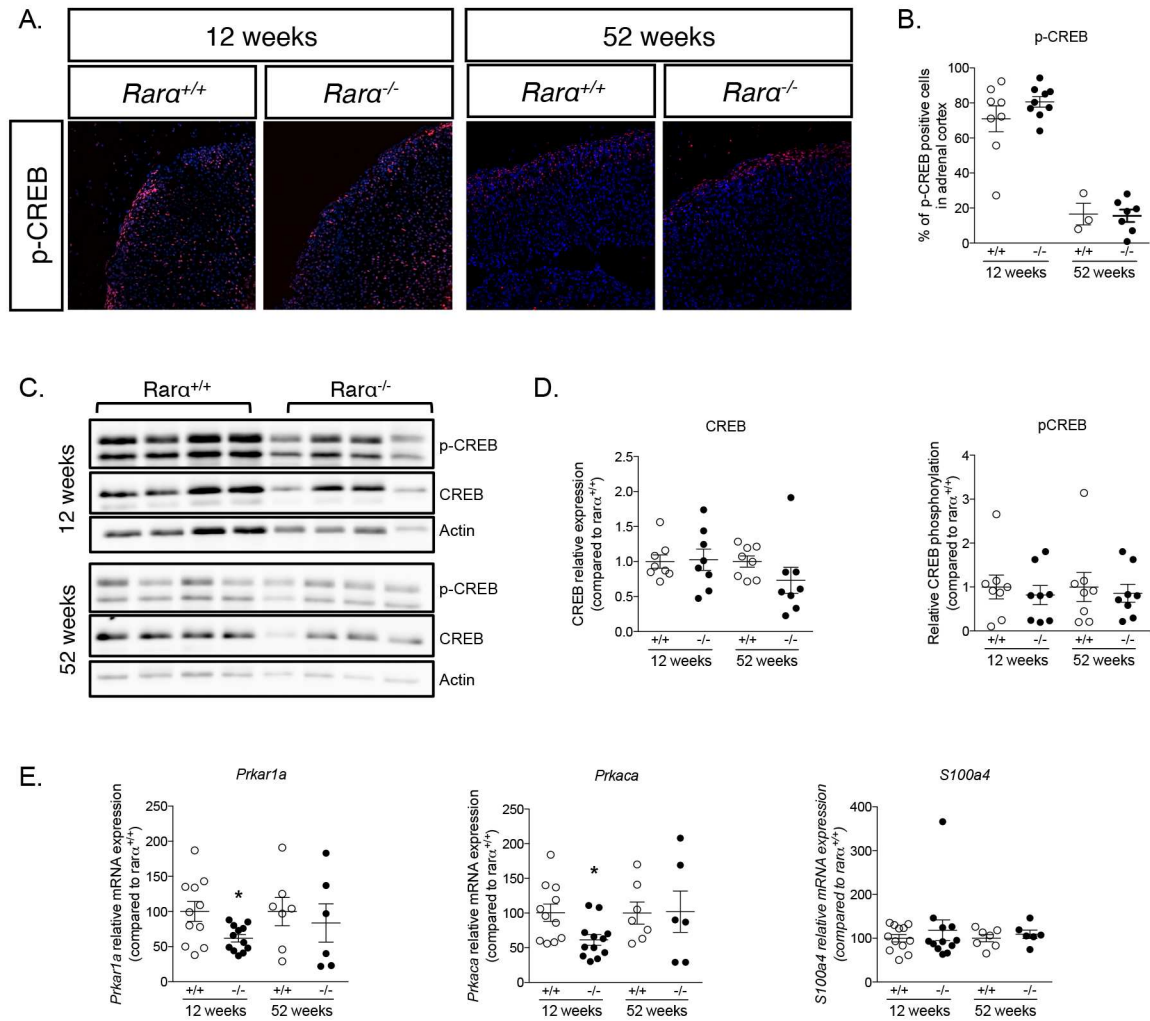 A.
12 weeks
52 weeks
Rarα+/+
Rarα-/-
Rarα+/+
Rarα-/-
p-CREB
B.
p-CREB
% of p-CREB positive cells
in adrenal cortex
100
80
60
40
20
0
+/+
-/-
+/+
-/-
12 weeks
52 weeks
C.
Rarα+/+
Rarα-/-
12 weeks
p-CREB
CREB
Actin
52 weeks
p-CREB
CREB
Actin
D.
CREB
CREB relative expression
(compared to rarα+/+)
2.5
2.0
1.5
1.0
0.5
0.0
+/+
-/-
+/+
-/-
12 weeks
52 weeks
pCREB
Relative CREB phosphorylation
(compared to rarα+/+)
4
3
2
1
0
+/+
-/-
+/+
-/-
12 weeks
52 weeks
E.
Prkar1a
Prkar1a relative mRNA expression
(compared to rarα+/+)
250
200
150
100
50
0
*
+/+
-/-
+/+
-/-
12 weeks
52 weeks
Prkaca
Prkaca relative mRNA expression
(compared to rarα+/+)
250
200
150
100
50
0
*
+/+
-/-
+/+
-/-
12 weeks
52 weeks
S100a4
S100a4 relative mRNA expression
(compared to rarα+/+)
400
300
200
100
0
+/+
-/-
+/+
-/-
12 weeks
52 weeks